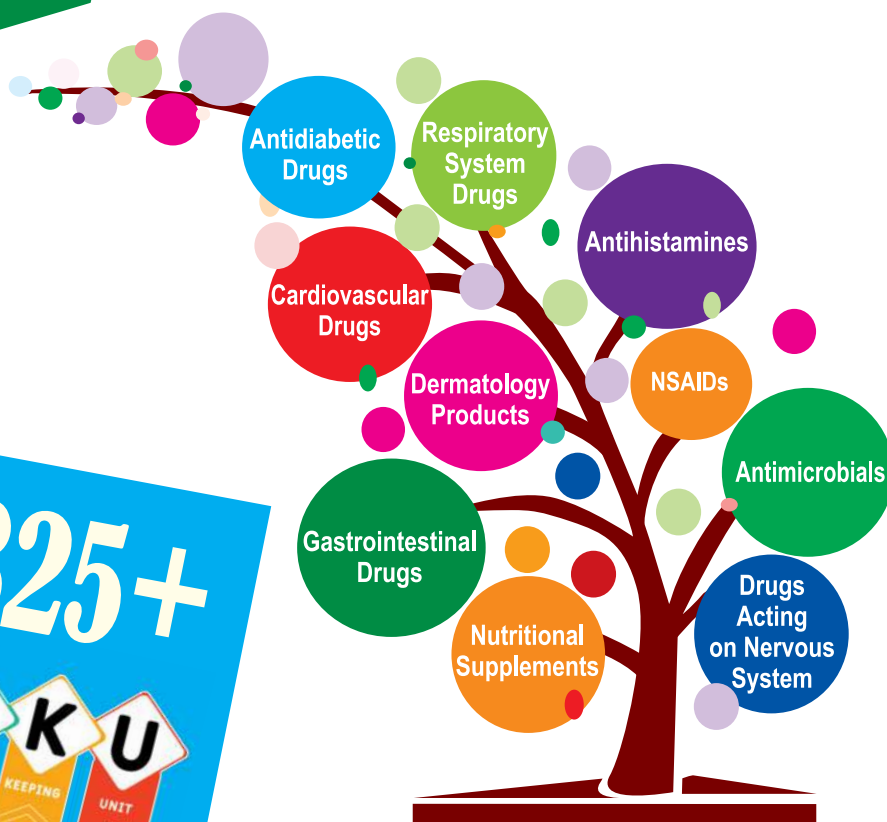 Antidiabetic
Drugs
Respiratory
System
Drugs
Antihistamines
Cardiovascular
Drugs
NSAIDs
Dermatology
Products
Antimicrobials
Gastrointestinal
Drugs
Drugs
Acting
on Nervous
System
Nutritional
Supplements
25+
K
U
KEEPING
UNIT